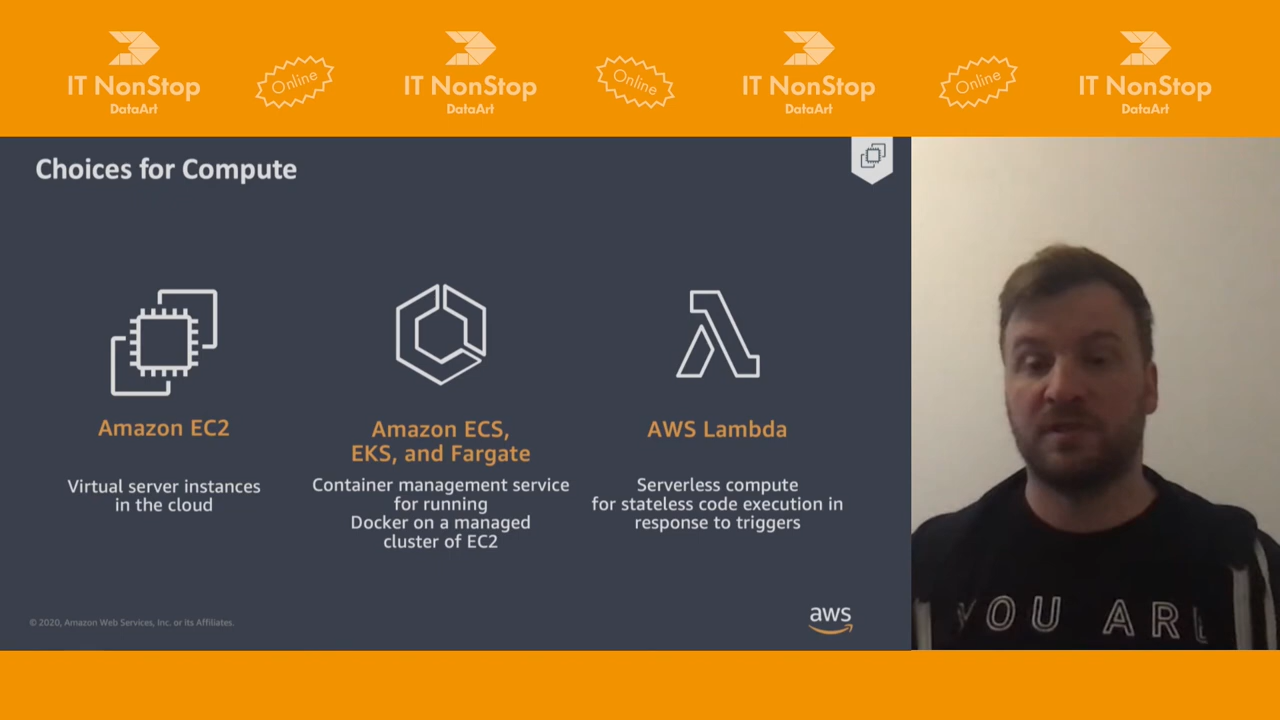 IT NonStop
DataArt
Online
IT NonStop
DataArt
Online
IT NonStop
DataArt
Online
IT NonStop
DataArt
Choices for Compute
Amazon EC2
Virtual server instances
in the cloud
Amazon ECS,
EKS, and Fargate
Container management service
for running
Docker on a managed
cluster of EC2
AWS Lambda
Serverless compute
for stateless code execution in
response to triggers
© 2020, Amazon Web Services, Inc. or its Affiliates.
aws
YOU ARE